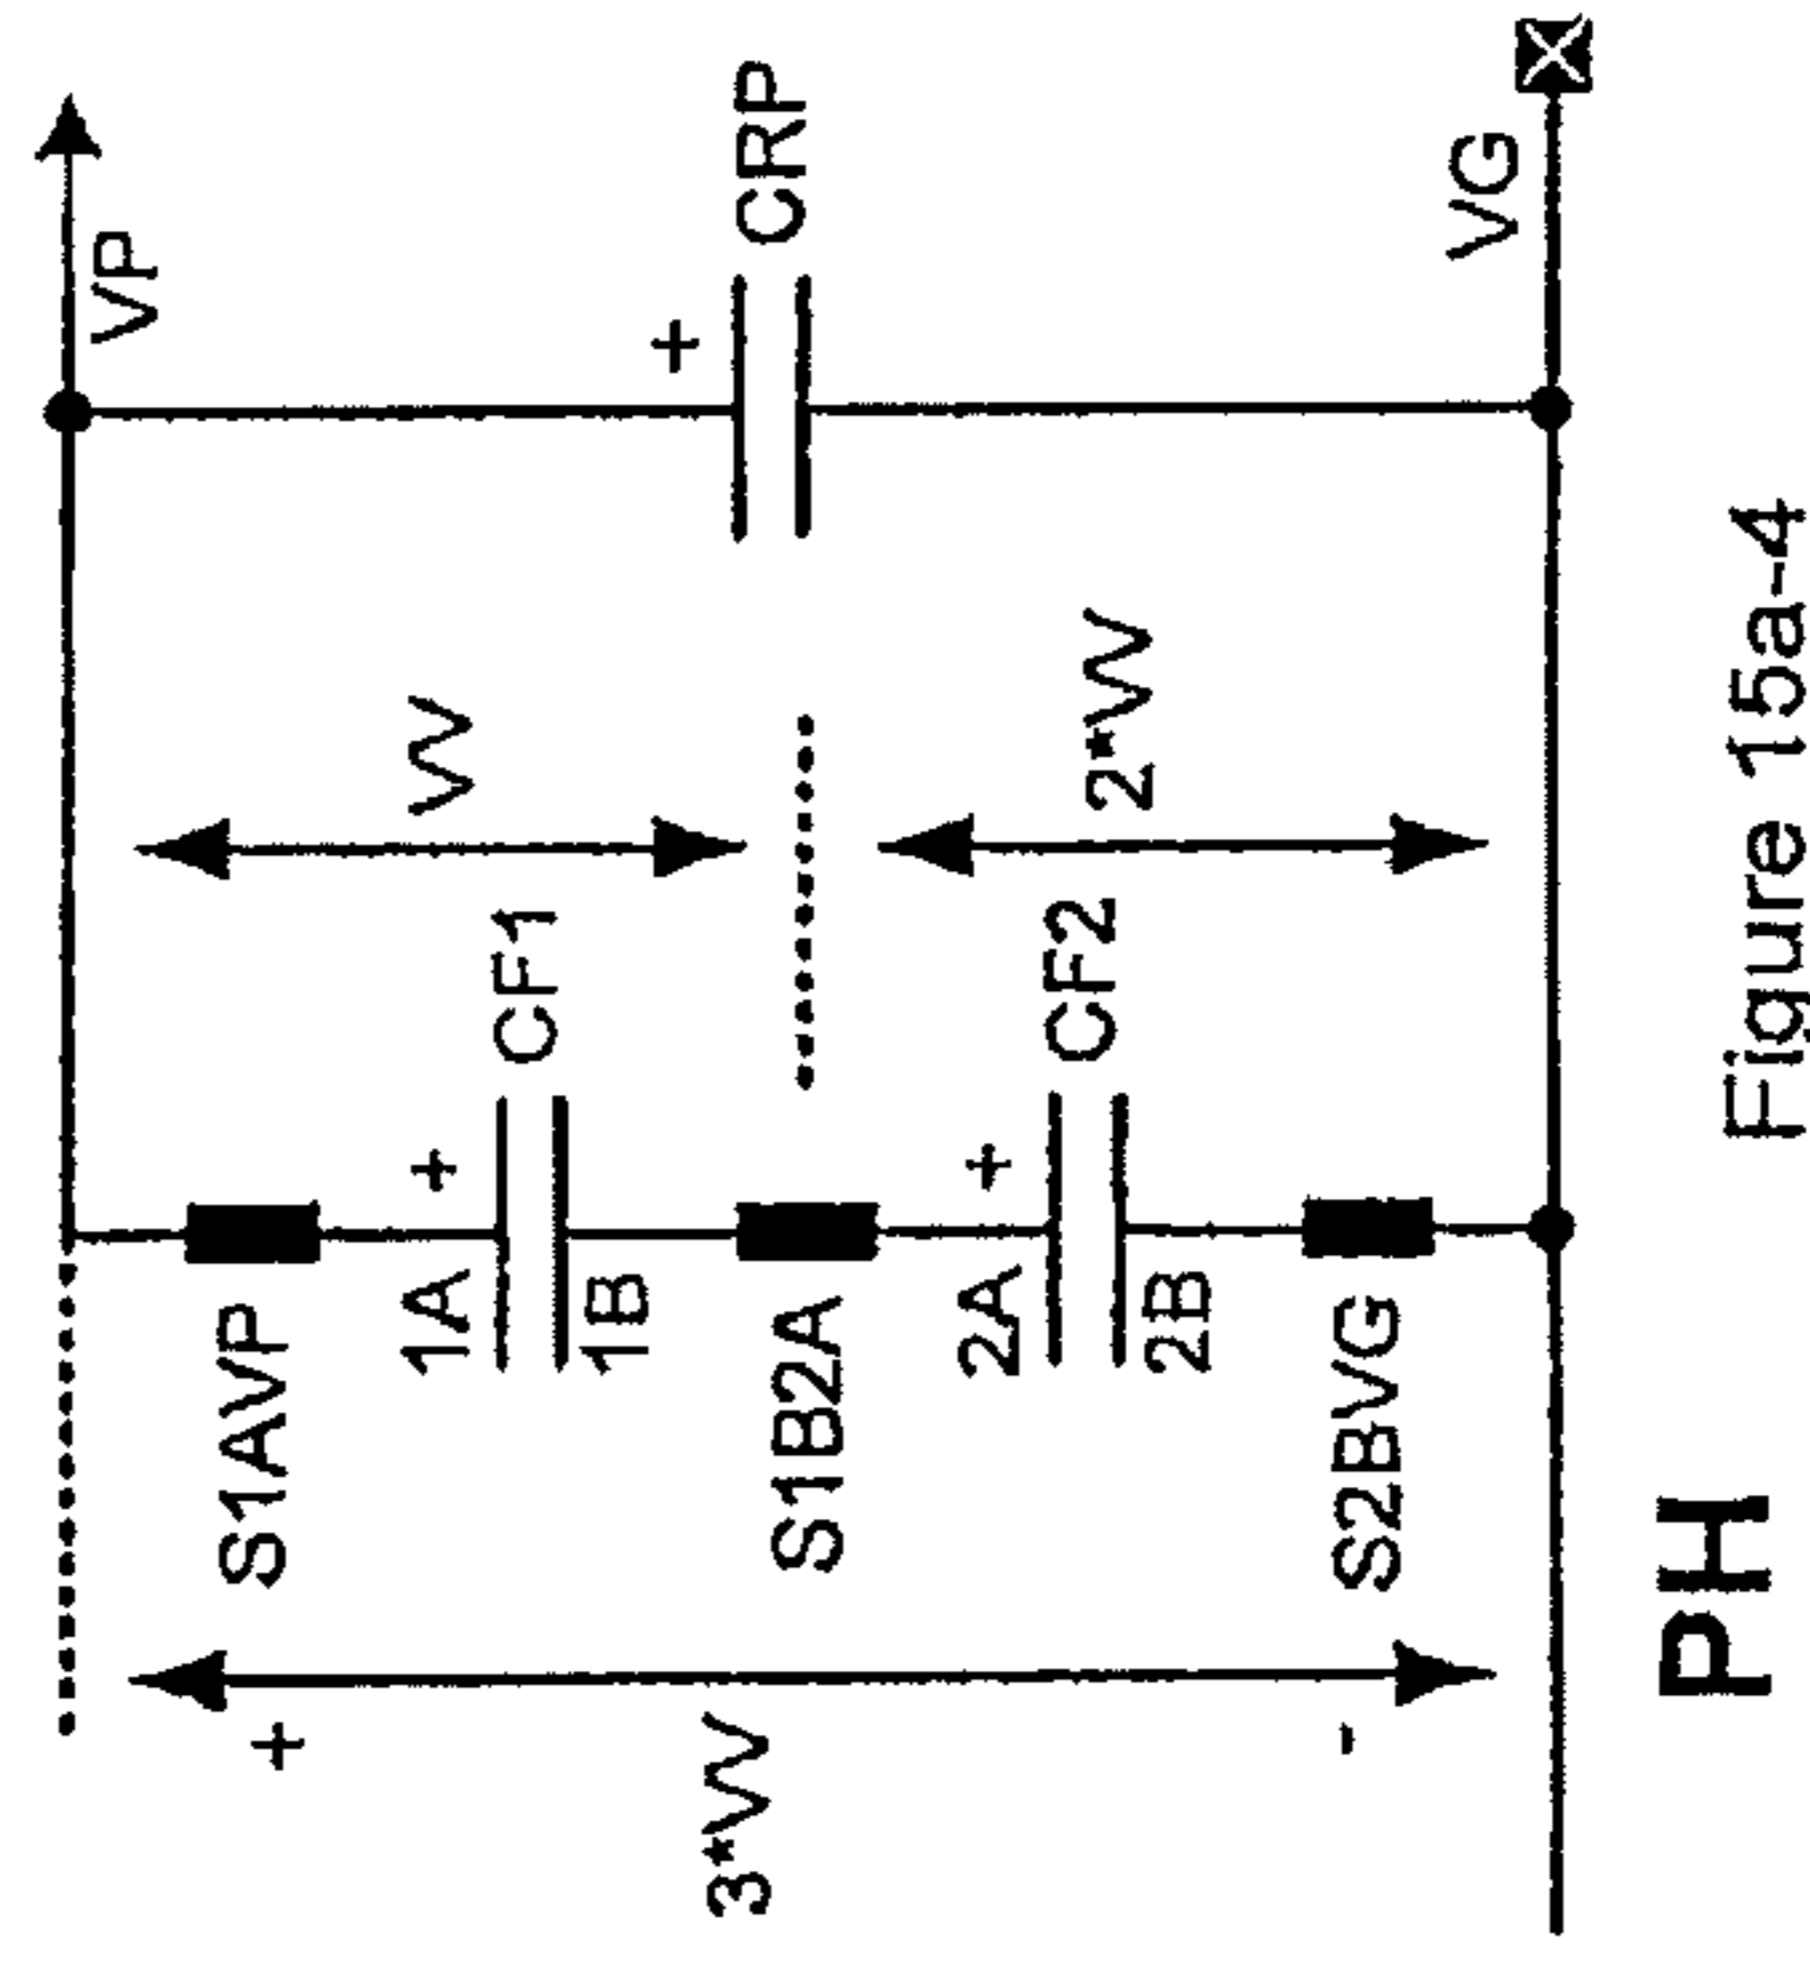 VP
CRP
+
VG
VV
2*VV
CF1
CF2
+
+
1A
1B
2A
2B
S1AVP
S1B2A
S2BVG
+
3*VV
-
PH
Figure 15a-4